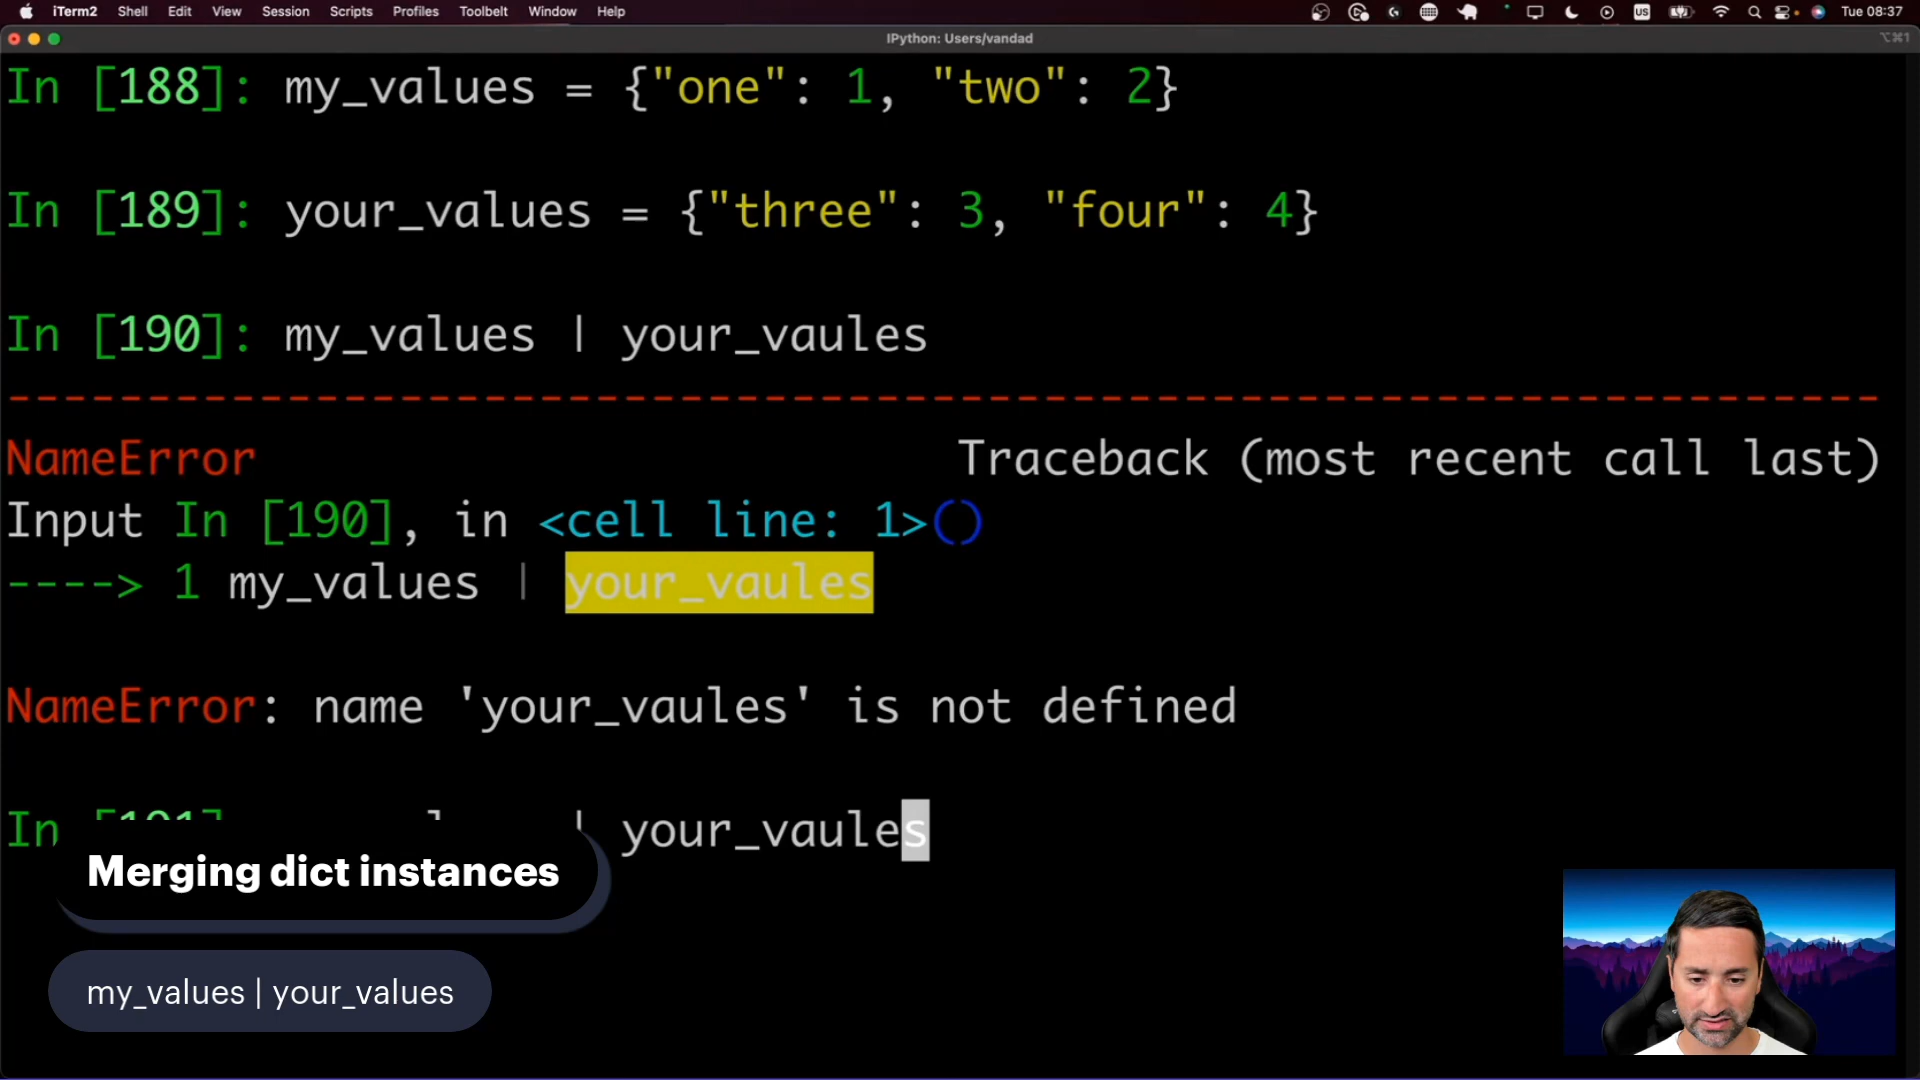 iTerm2 Shell Edit View Session Scripts Profiles Toolbelt Window Help US Tue 08:37
IPython: Users/vandad ⌥⌘1
In [188]: my_values = {"one": 1, "two": 2}
In [189]: your_values = {"three": 3, "four": 4}
In [190]: my_values | your_vaules
--------------------------------------------------------------------
NameError Traceback (most recent call last)
Input In [190], in <cell line: 1>()
----> 1 my_values | your_vaules
NameError: name 'your_vaules' is not defined
In [191] | your_vaules
Merging dict instances
my_values | your_values